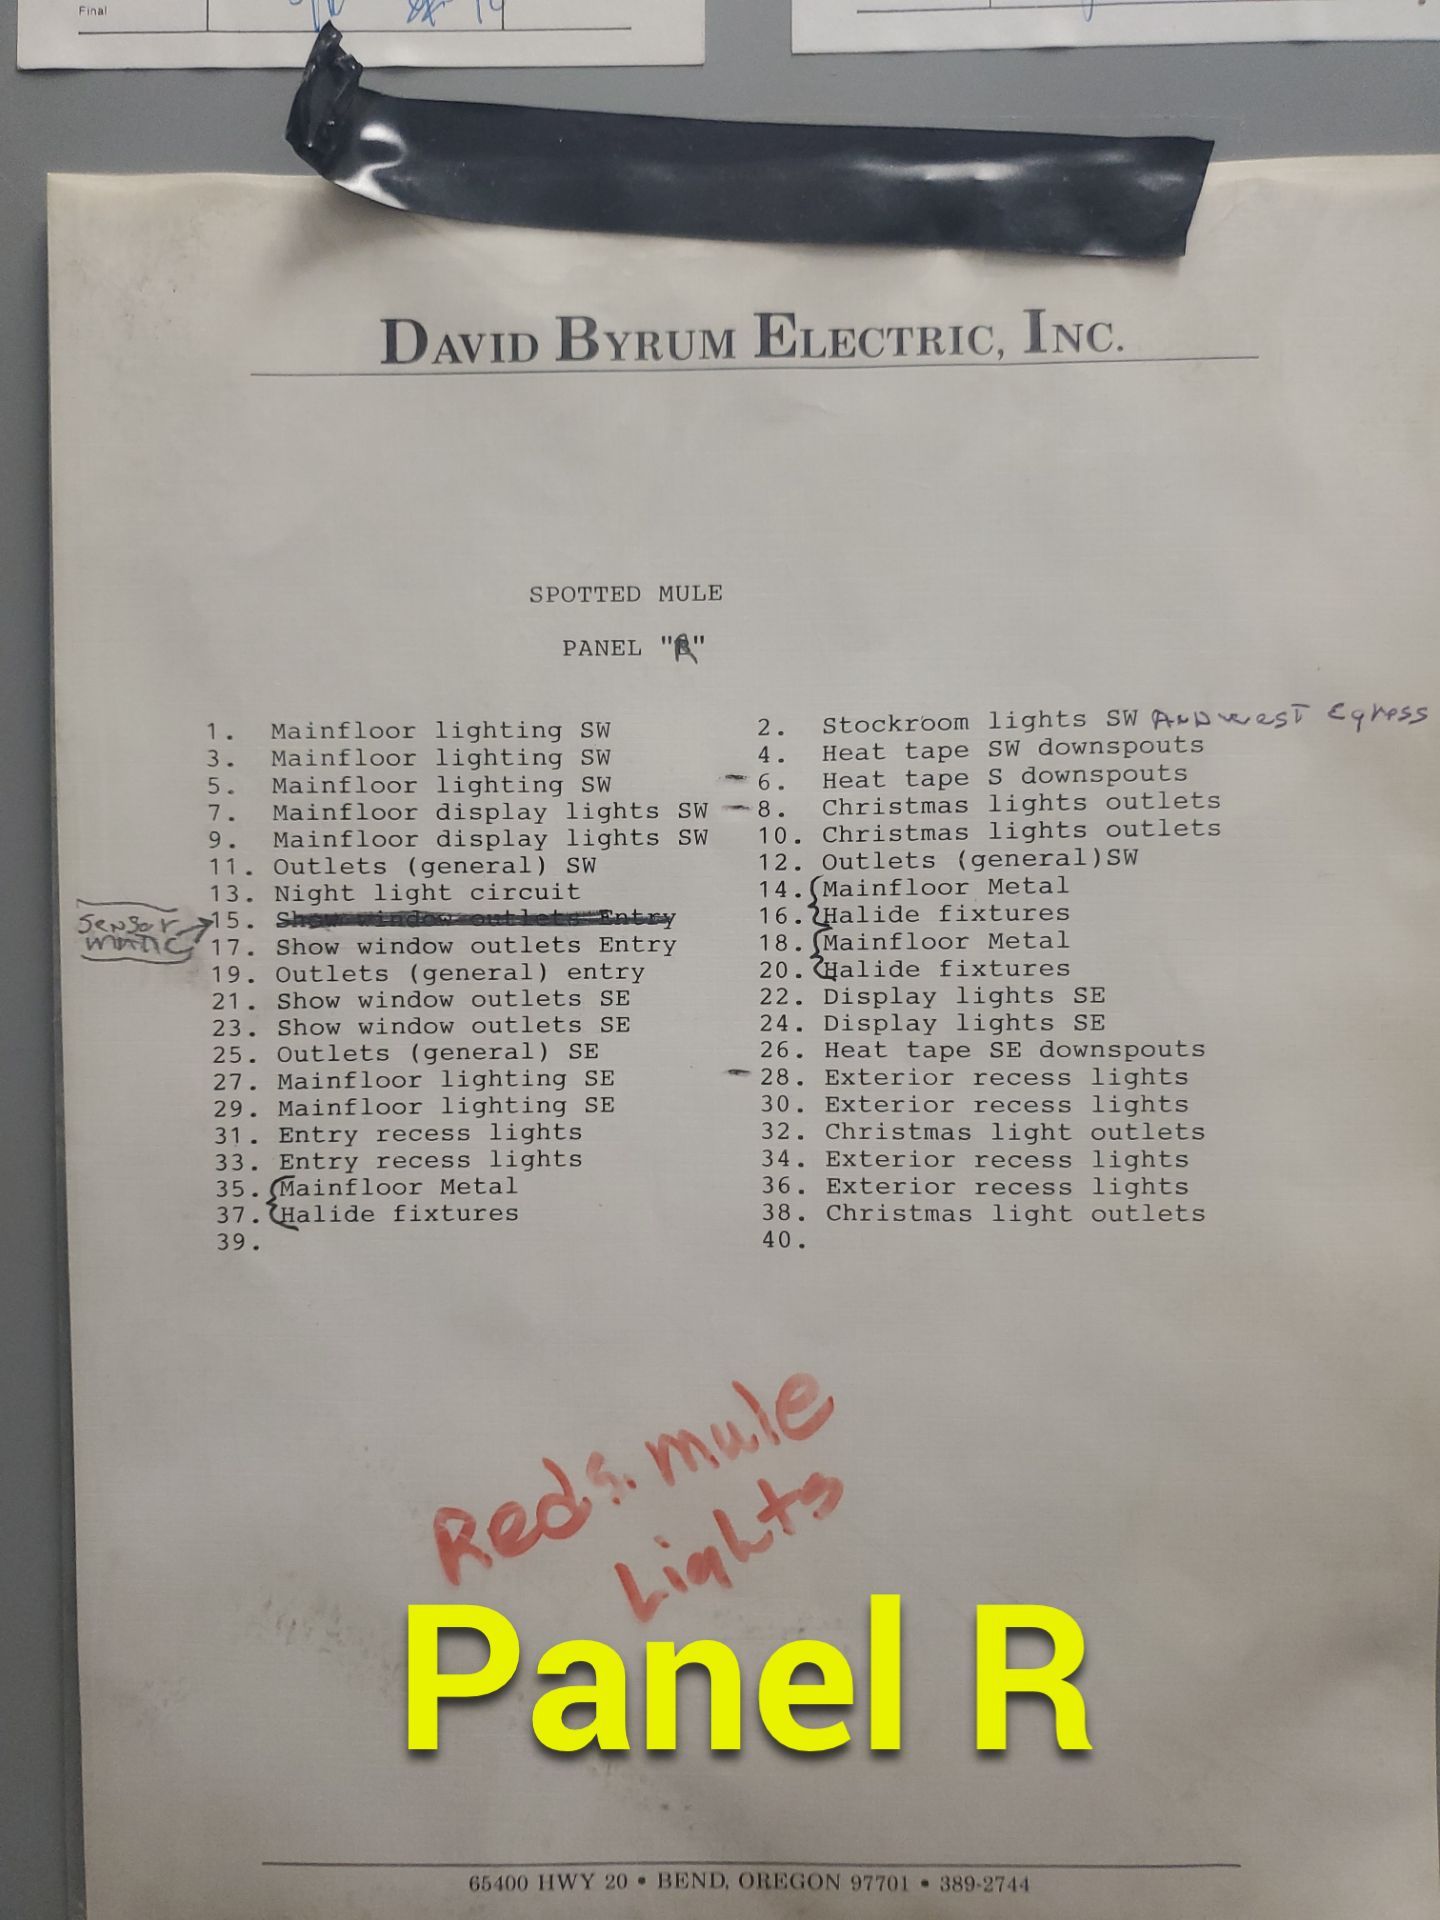 Final
DAVID BYRUM ELECTRIC, INC.
SPOTTED MULE
PANEL "R"
1. Mainfloor lighting SW
3. Mainfloor lighting SW
5. Mainfloor lighting SW
7. Mainfloor display lights SW
9. Mainfloor display lights SW
11. Outlets (general) SW
13. Night light circuit
15. Show window outlets Entry
sensor
matic
17. Show window outlets Entry
19. Outlets (general) entry
21. Show window outlets SE
23. Show window outlets SE
25. Outlets (general) SE
27. Mainfloor lighting SE
29. Mainfloor lighting SE
31. Entry recess lights
33. Entry recess lights
35. Mainfloor Metal
37. Halide fixtures
39.
2. Stockroom lights SW AND west Egress
4. Heat tape SW downspouts
6. Heat tape S downspouts
8. Christmas lights outlets
10. Christmas lights outlets
12. Outlets (general)SW
14. Mainfloor Metal
16. Halide fixtures
18. Mainfloor Metal
20. Halide fixtures
22. Display lights SE
24. Display lights SE
26. Heat tape SE downspouts
28. Exterior recess lights
30. Exterior recess lights
32. Christmas light outlets
34. Exterior recess lights
36. Exterior recess lights
38. Christmas light outlets
40.
Red s. mule
Lights
Panel R
65400 HWY 20 • BEND, OREGON 97701 • 389-2744